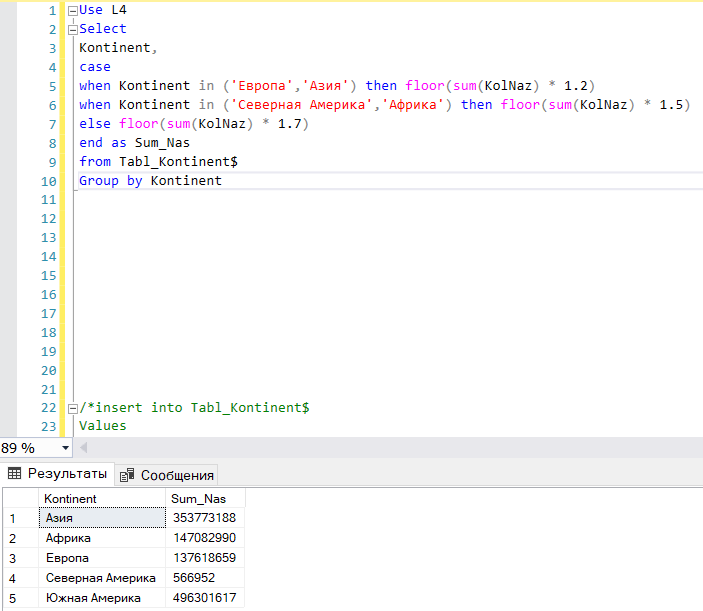 1 Use L4
2 Select
3 Kontinent,
4 case
5 when Kontinent in ('Европа','Азия') then floor(sum(KolNaz) * 1.2)
6 when Kontinent in ('Северная Америка','Африка') then floor(sum(KolNaz) * 1.5)
7 else floor(sum(KolNaz) * 1.7)
8 end as Sum_Nas
9 from Tabl_Kontinent$
10 Group by Kontinent
11
12
13
14
15
16
17
18
19
20
21
22 /*insert into Tabl_Kontinent$
23 Values
89 %
Результаты Сообщения
Kontinent Sum_Nas
1 Азия 353773188
2 Африка 147082990
3 Европа 137618659
4 Северная Америка 566952
5 Южная Америка 496301617